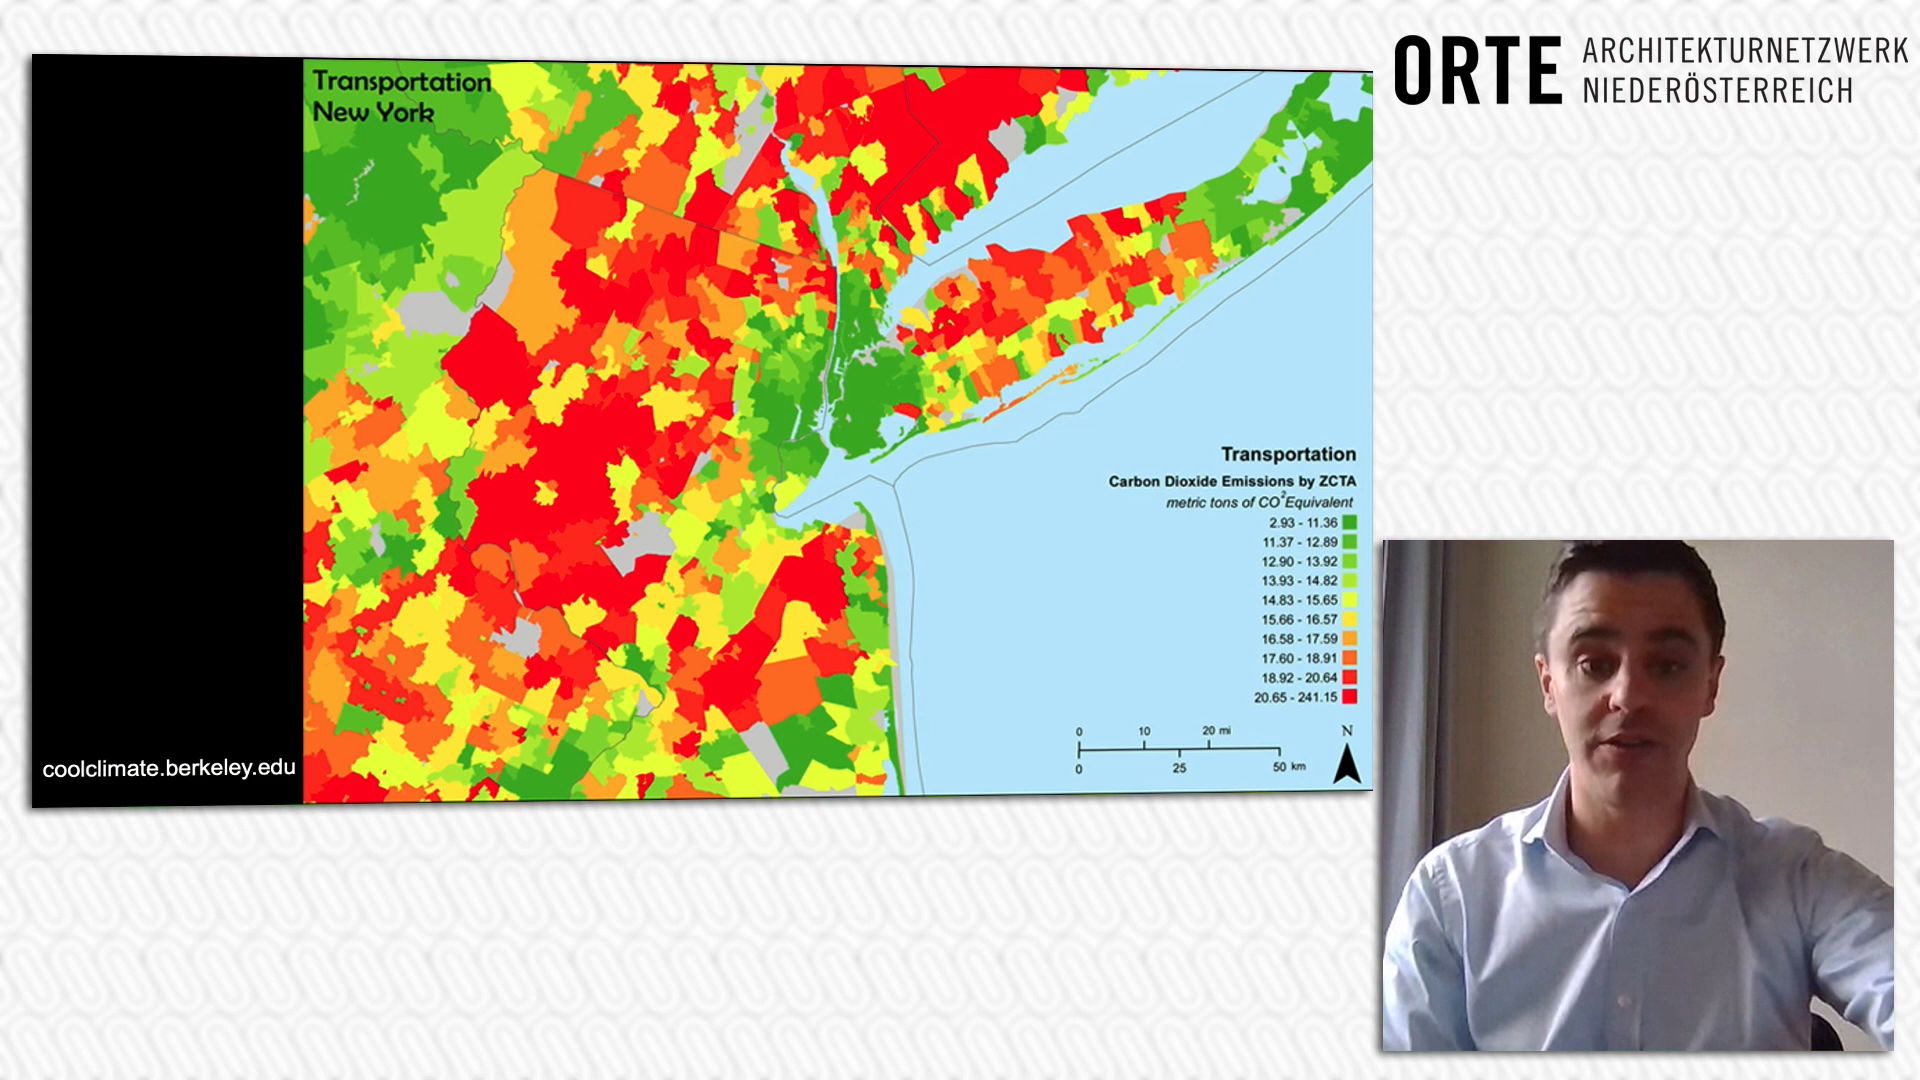 Transportation
New York
ORTE ARCHITEKTURNETZWERK
NIEDERÖSTERREICH
Transportation
Carbon Dioxide Emissions by ZCTA
metric tons of CO²Equivalent
2.93 - 11.36
11.37 - 12.89
12.90 - 13.92
13.93 - 14.82
14.83 - 15.65
15.66 - 16.57
16.58 - 17.59
17.60 - 18.91
18.92 - 20.64
20.65 - 241.15
0 10 20 mi
0 25 50 km
N
coolclimate.berkeley.edu